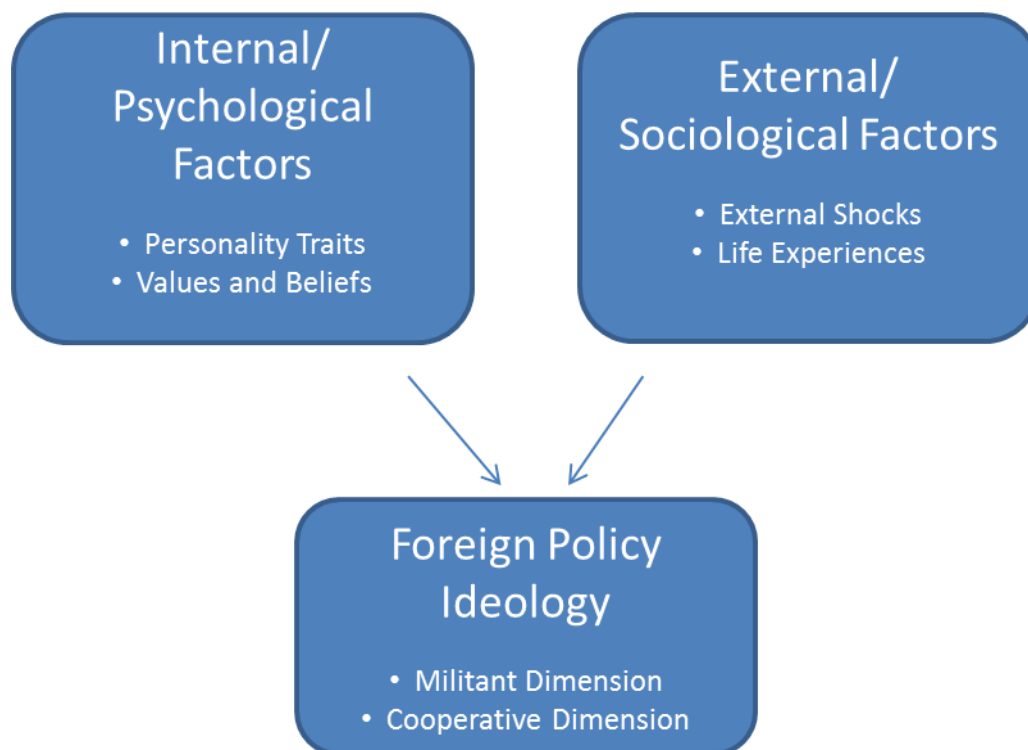 Internal/
Psychological
Factors
• Personality Traits
• Values and Beliefs
External/
Sociological Factors
• External Shocks
• Life Experiences
Foreign Policy
Ideology
• Militant Dimension
• Cooperative Dimension